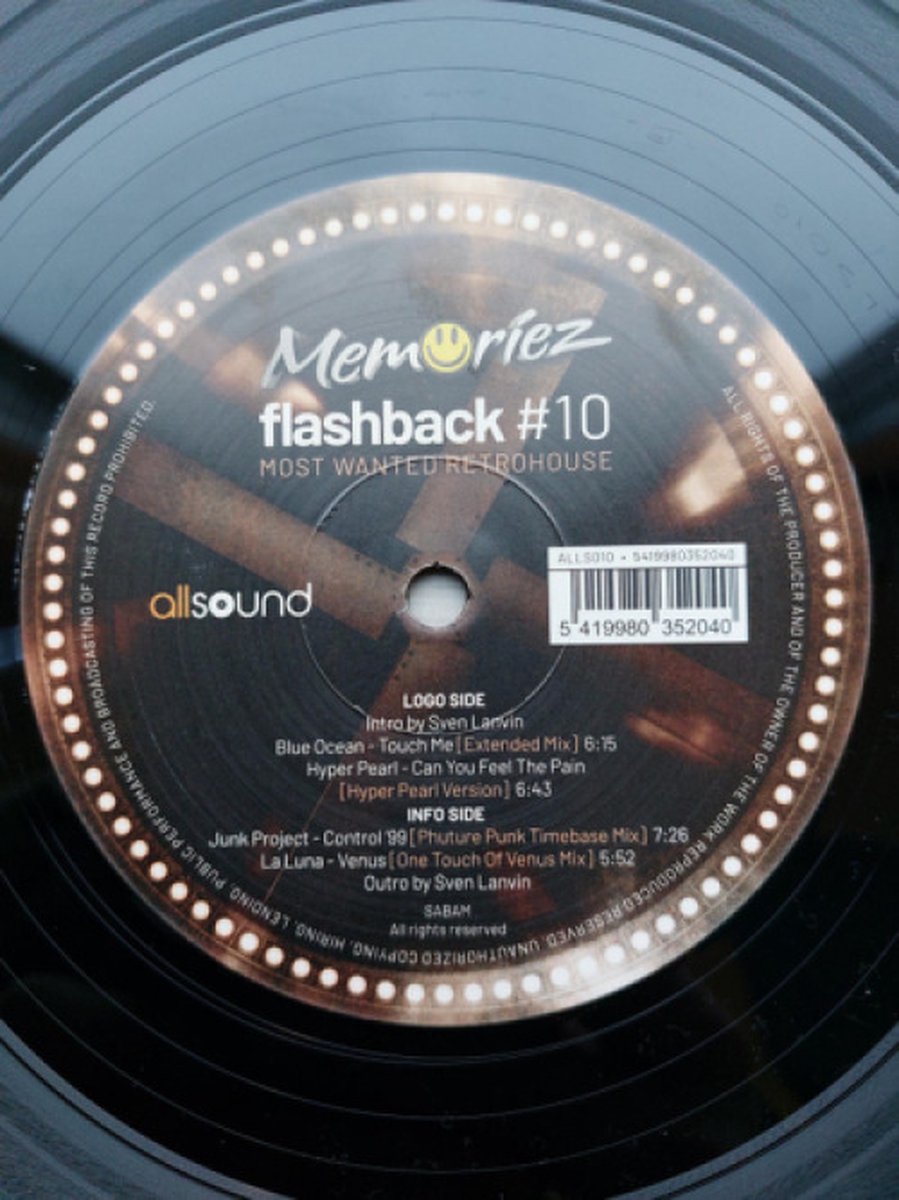 Memoriez
flashback #10
MOST WANTED RETROHOUSE
ALLS010 • 5419980352040
5 419980 352040
allsound
LOGO SIDE
Intro by Sven Lanvin
Blue Ocean - Touch Me [Extended Mix] 6:15
Hyper Pearl - Can You Feel The Pain
[Hyper Pearl Version] 6:43
INFO SIDE
Junk Project - Control '99 [Phuture Punk Timebase Mix] 7:26
La Luna - Venus [One Touch Of Venus Mix] 5:52
Outro by Sven Lanvin
SABAM
All rights reserved
ALL RIGHTS OF THE PRODUCER AND OF THE OWNER OF THE WORK REPRODUCED RESERVED. UNAUTHORIZED COPYING, HIRING, LENDING, PUBLIC PERFORMANCE AND BROADCASTING OF THIS RECORD PROHIBITED.